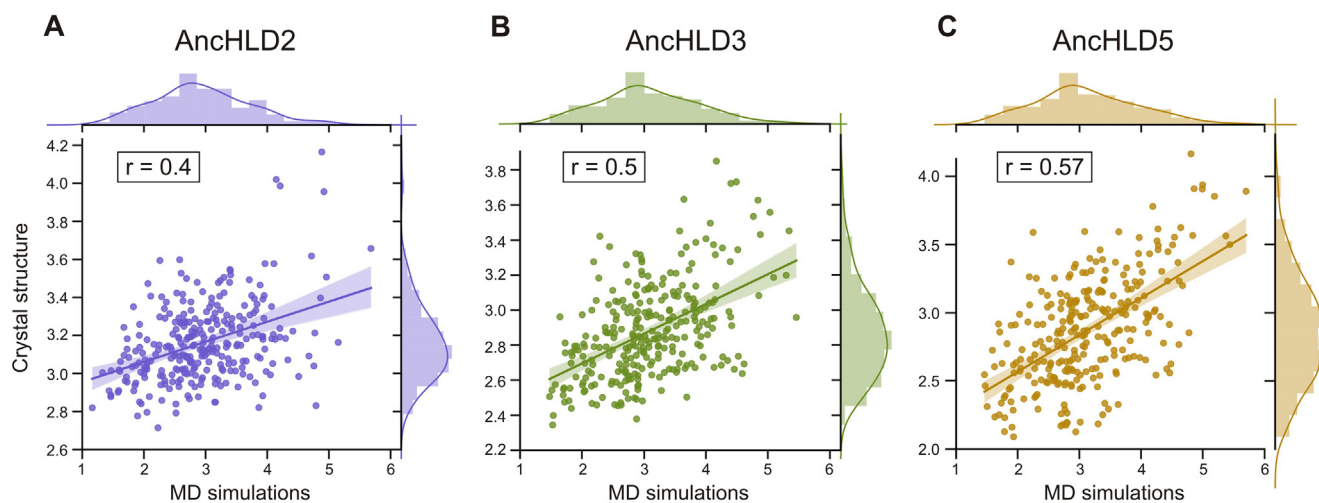 A
AncHLD2
B
AncHLD3
C
AncHLD5
r = 0.4
r = 0.5
r = 0.57
Crystal structure
4.2
4.0
3.8
3.6
3.4
3.2
3.0
2.8
2.6
1 2 3 4 5 6
MD simulations
3.8
3.6
3.4
3.2
3.0
2.8
2.6
2.4
2.2
1 2 3 4 5 6
MD simulations
4.0
3.5
3.0
2.5
2.0
1 2 3 4 5 6
MD simulations